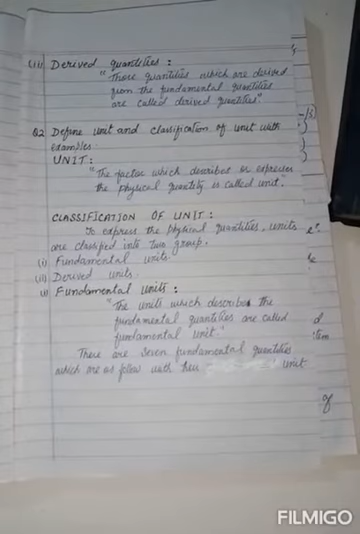 (iii) Derived quantities :
"Those quantities which are derived
from the fundamental quantities
are called derived quantities."
Q2 Define unit and classification of unit with
examples.
UNIT :
"The factor which describes or expresses
the physical quantity is called unit.
CLASSIFICATION OF UNIT :
To express the physical quantities, units
are classified into two group.
(i) Fundamental units.
(ii) Derived units.
(i) Fundamental units :
"The units which describes the
fundamental quantities are called
fundamental unit."
There are seven fundamental quantities
which are as follow with their unit
FILMIGO